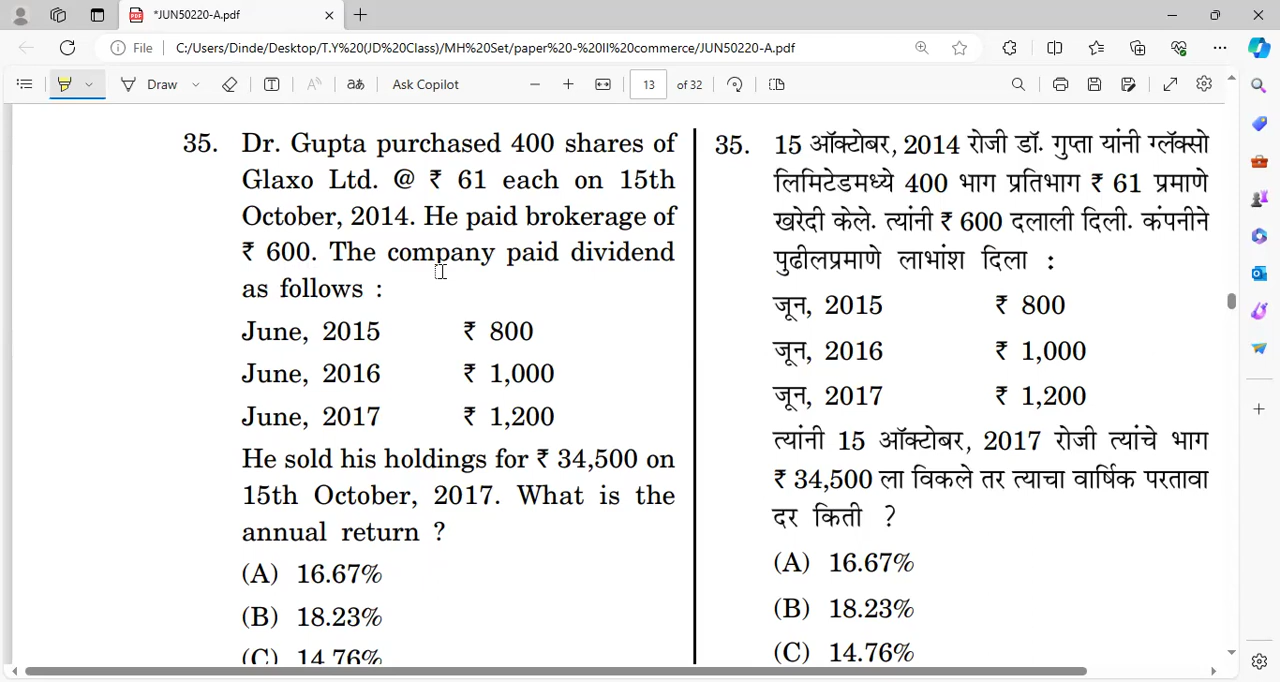 *JUN50220-A.pdf
File
C:/Users/Dinde/Desktop/T.Y%20(JD%20Class)/MH%20Set/paper%20-%20II%20commerce/JUN50220-A.pdf
Draw
aあ
Ask Copilot
13
of 32
35. Dr. Gupta purchased 400 shares of
Glaxo Ltd. @ ₹ 61 each on 15th
October, 2014. He paid brokerage of
₹ 600. The company paid dividend
as follows :
June, 2015 ₹ 800
June, 2016 ₹ 1,000
June, 2017 ₹ 1,200
He sold his holdings for ₹ 34,500 on
15th October, 2017. What is the
annual return ?
(A) 16.67%
(B) 18.23%
(C) 14.76%
35. 15 ऑक्टोबर, 2014 रोजी डॉ. गुप्ता यांनी ग्लॅक्सो
लिमिटेडमध्ये 400 भाग प्रतिभाग ₹ 61 प्रमाणे
खरेदी केले. त्यांनी ₹ 600 दलाली दिली. कंपनीने
पुढीलप्रमाणे लाभांश दिला :
जून, 2015 ₹ 800
जून, 2016 ₹ 1,000
जून, 2017 ₹ 1,200
त्यांनी 15 ऑक्टोबर, 2017 रोजी त्यांचे भाग
₹ 34,500 ला विकले तर त्याचा वार्षिक परतावा
दर किती ?
(A) 16.67%
(B) 18.23%
(C) 14.76%